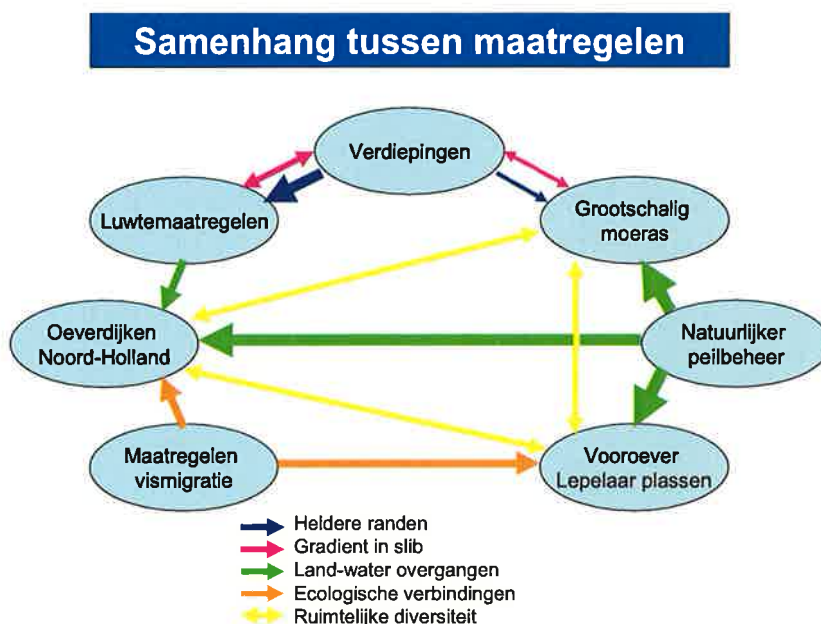 Samenhang tussen maatregelen
Verdiepingen
Luwtemaatregelen
Grootschalig
moeras
Oeverdijken
Noord-Holland
Natuurlijker
peilbeheer
Maatregelen
vismigratie
Vooroever
Lepelaar plassen
Heldere randen
Gradient in slib
Land-water overgangen
Ecologische verbindingen
Ruimtelijke diversiteit